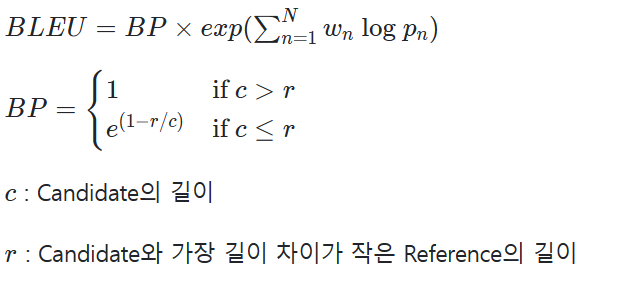 BLEU = BP × exp(∑_{n=1}^{N} w_n log p_n)
BP = { 1 if c > r
e^{(1−r/c)} if c ≤ r
c : Candidate의 길이
r : Candidate와 가장 길이 차이가 작은 Reference의 길이